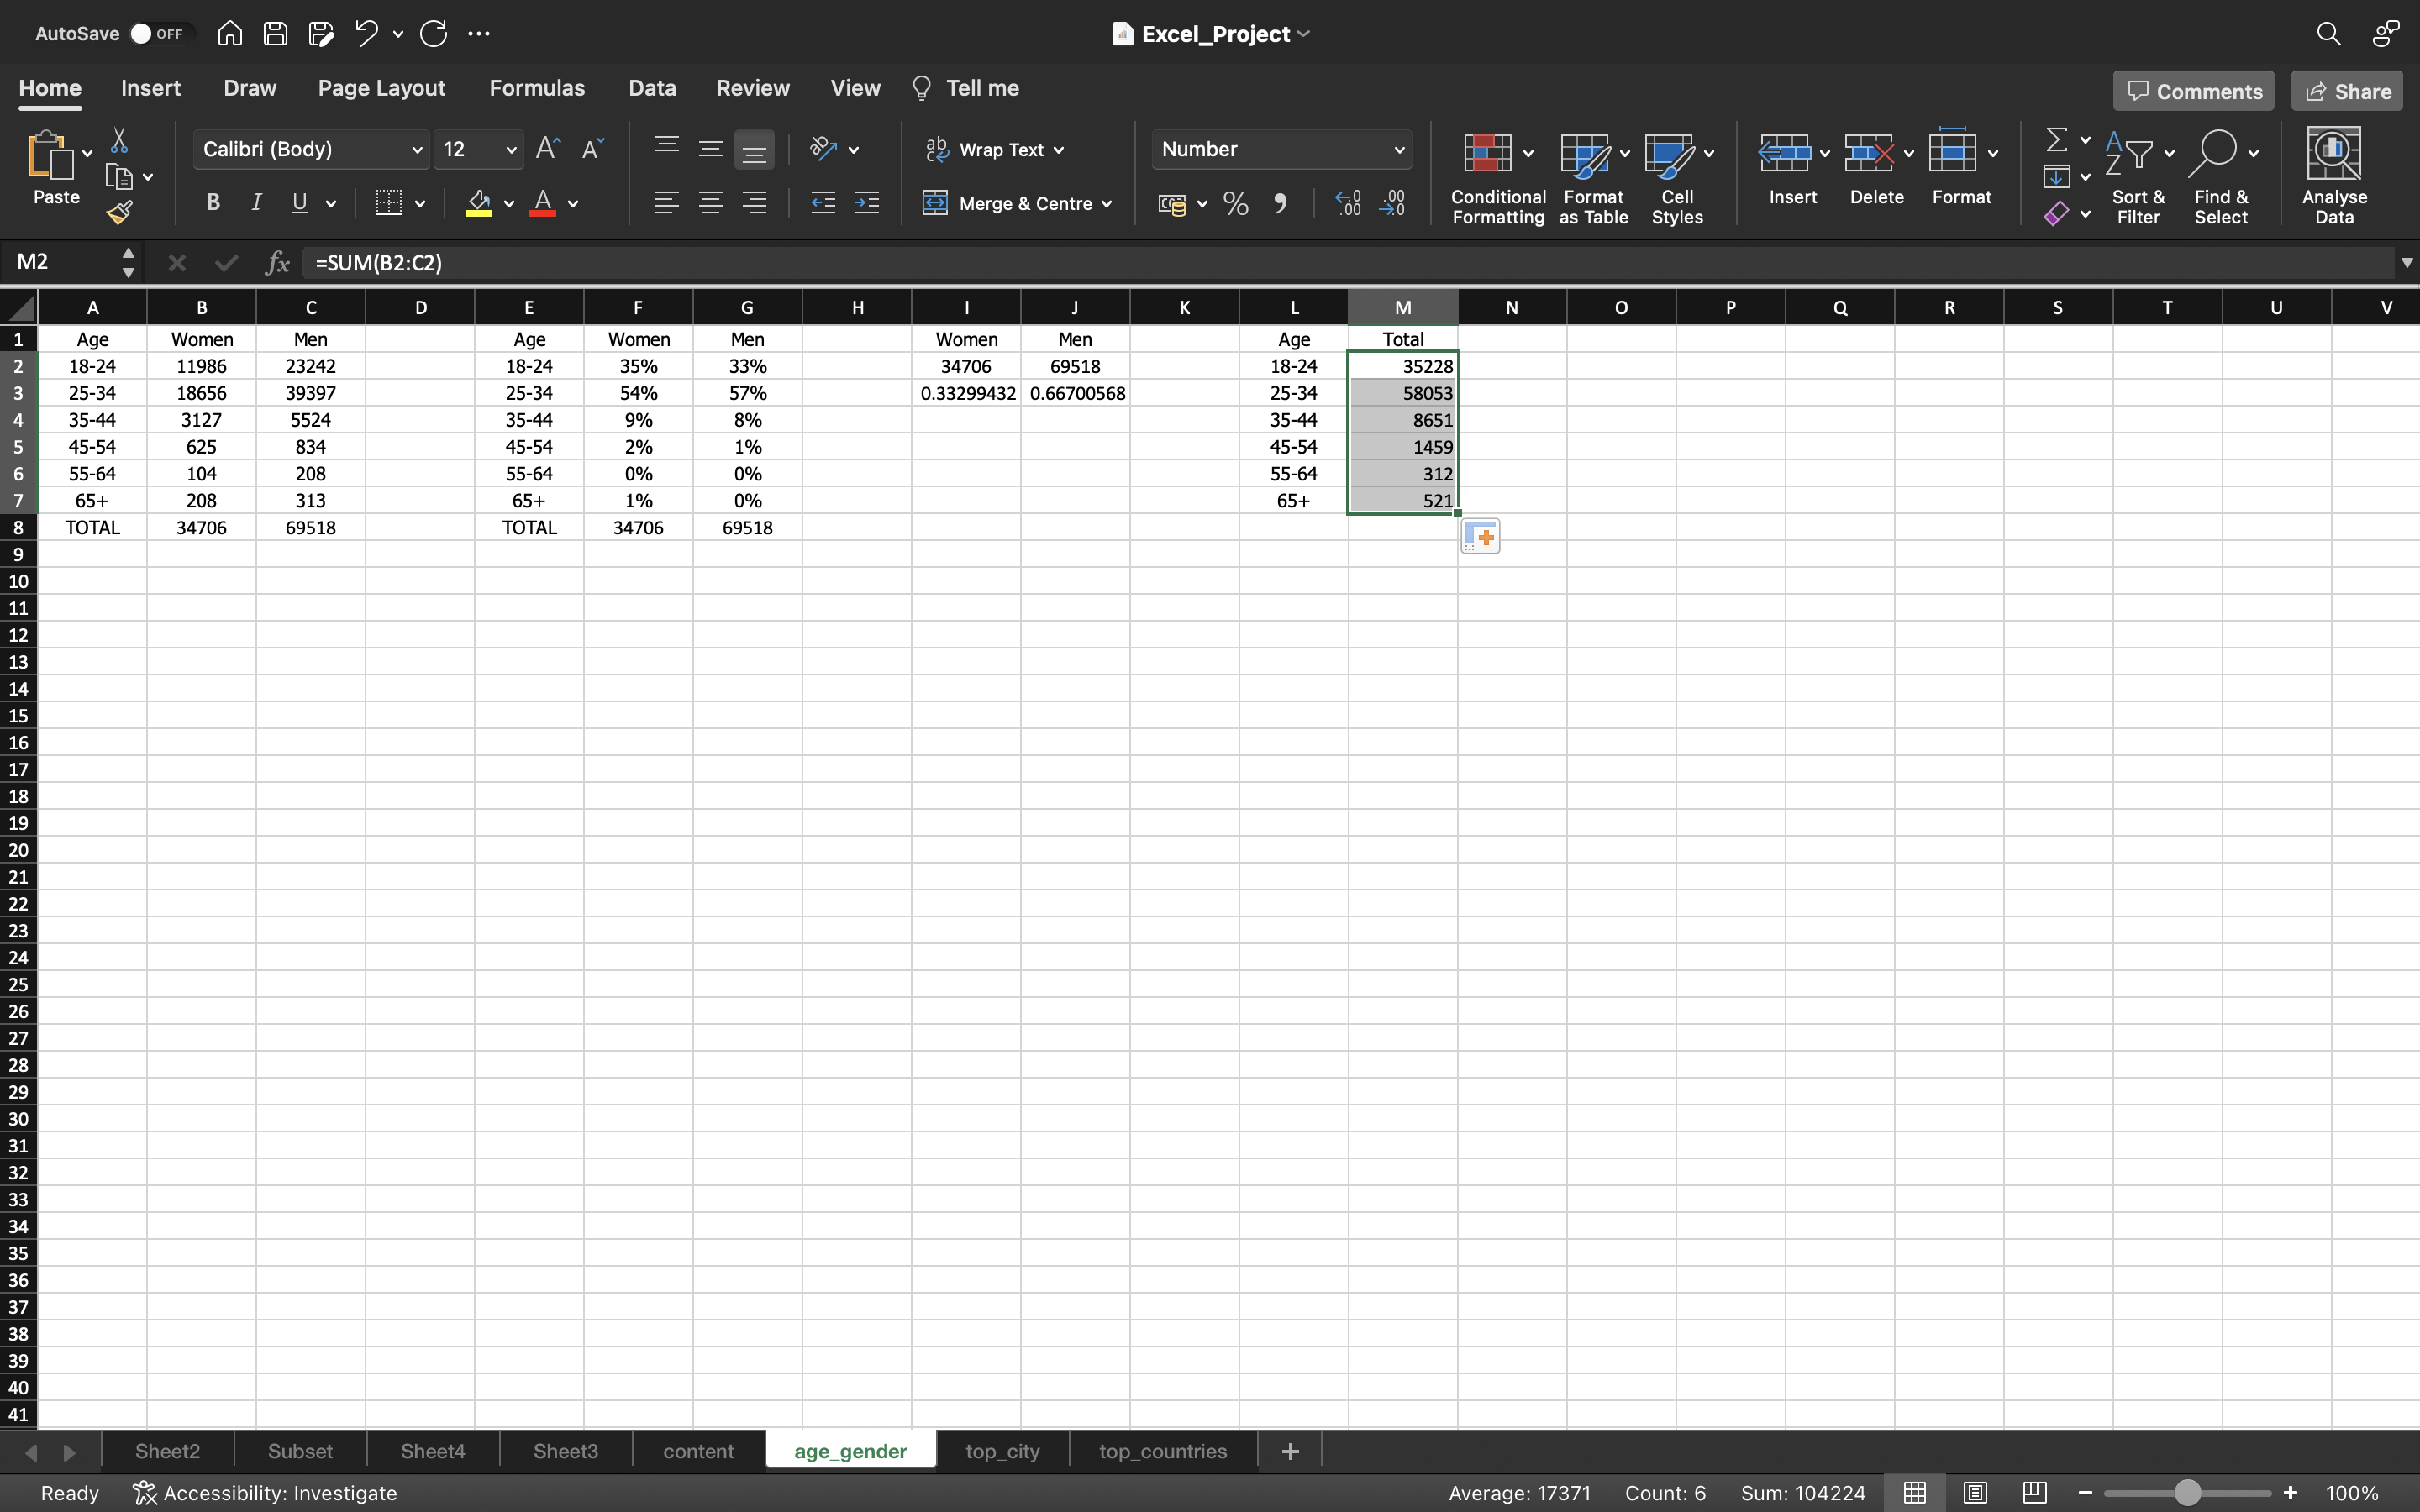 AutoSave OFF Excel_Project
Home Insert Draw Page Layout Formulas Data Review View Tell me Comments Share
Paste Calibri (Body) 12 A A ab Wrap Text Number
B I U A Merge & Centre % .00 .00 Conditional Formatting Format as Table Cell Styles Insert Delete Format Sort & Filter Find & Select Analyse Data
M2 fx =SUM(B2:C2)
A B C D E F G H I J K L M N O P Q R S T U V
1 Age Women Men Age Women Men Women Men Age Total
2 18-24 11986 23242 18-24 35% 33% 34706 69518 18-24 35228
3 25-34 18656 39397 25-34 54% 57% 0.33299432 0.66700568 25-34 58053
4 35-44 3127 5524 35-44 9% 8% 35-44 8651
5 45-54 625 834 45-54 2% 1% 45-54 1459
6 55-64 104 208 55-64 0% 0% 55-64 312
7 65+ 208 313 65+ 1% 0% 65+ 521
8 TOTAL 34706 69518 TOTAL 34706 69518
9
10
11
12
13
14
15
16
17
18
19
20
21
22
23
24
25
26
27
28
29
30
31
32
33
34
35
36
37
38
39
40
41
Sheet2 Subset Sheet4 Sheet3 content age_gender top_city top_countries +
Ready Accessibility: Investigate Average: 17371 Count: 6 Sum: 104224 − + 100%